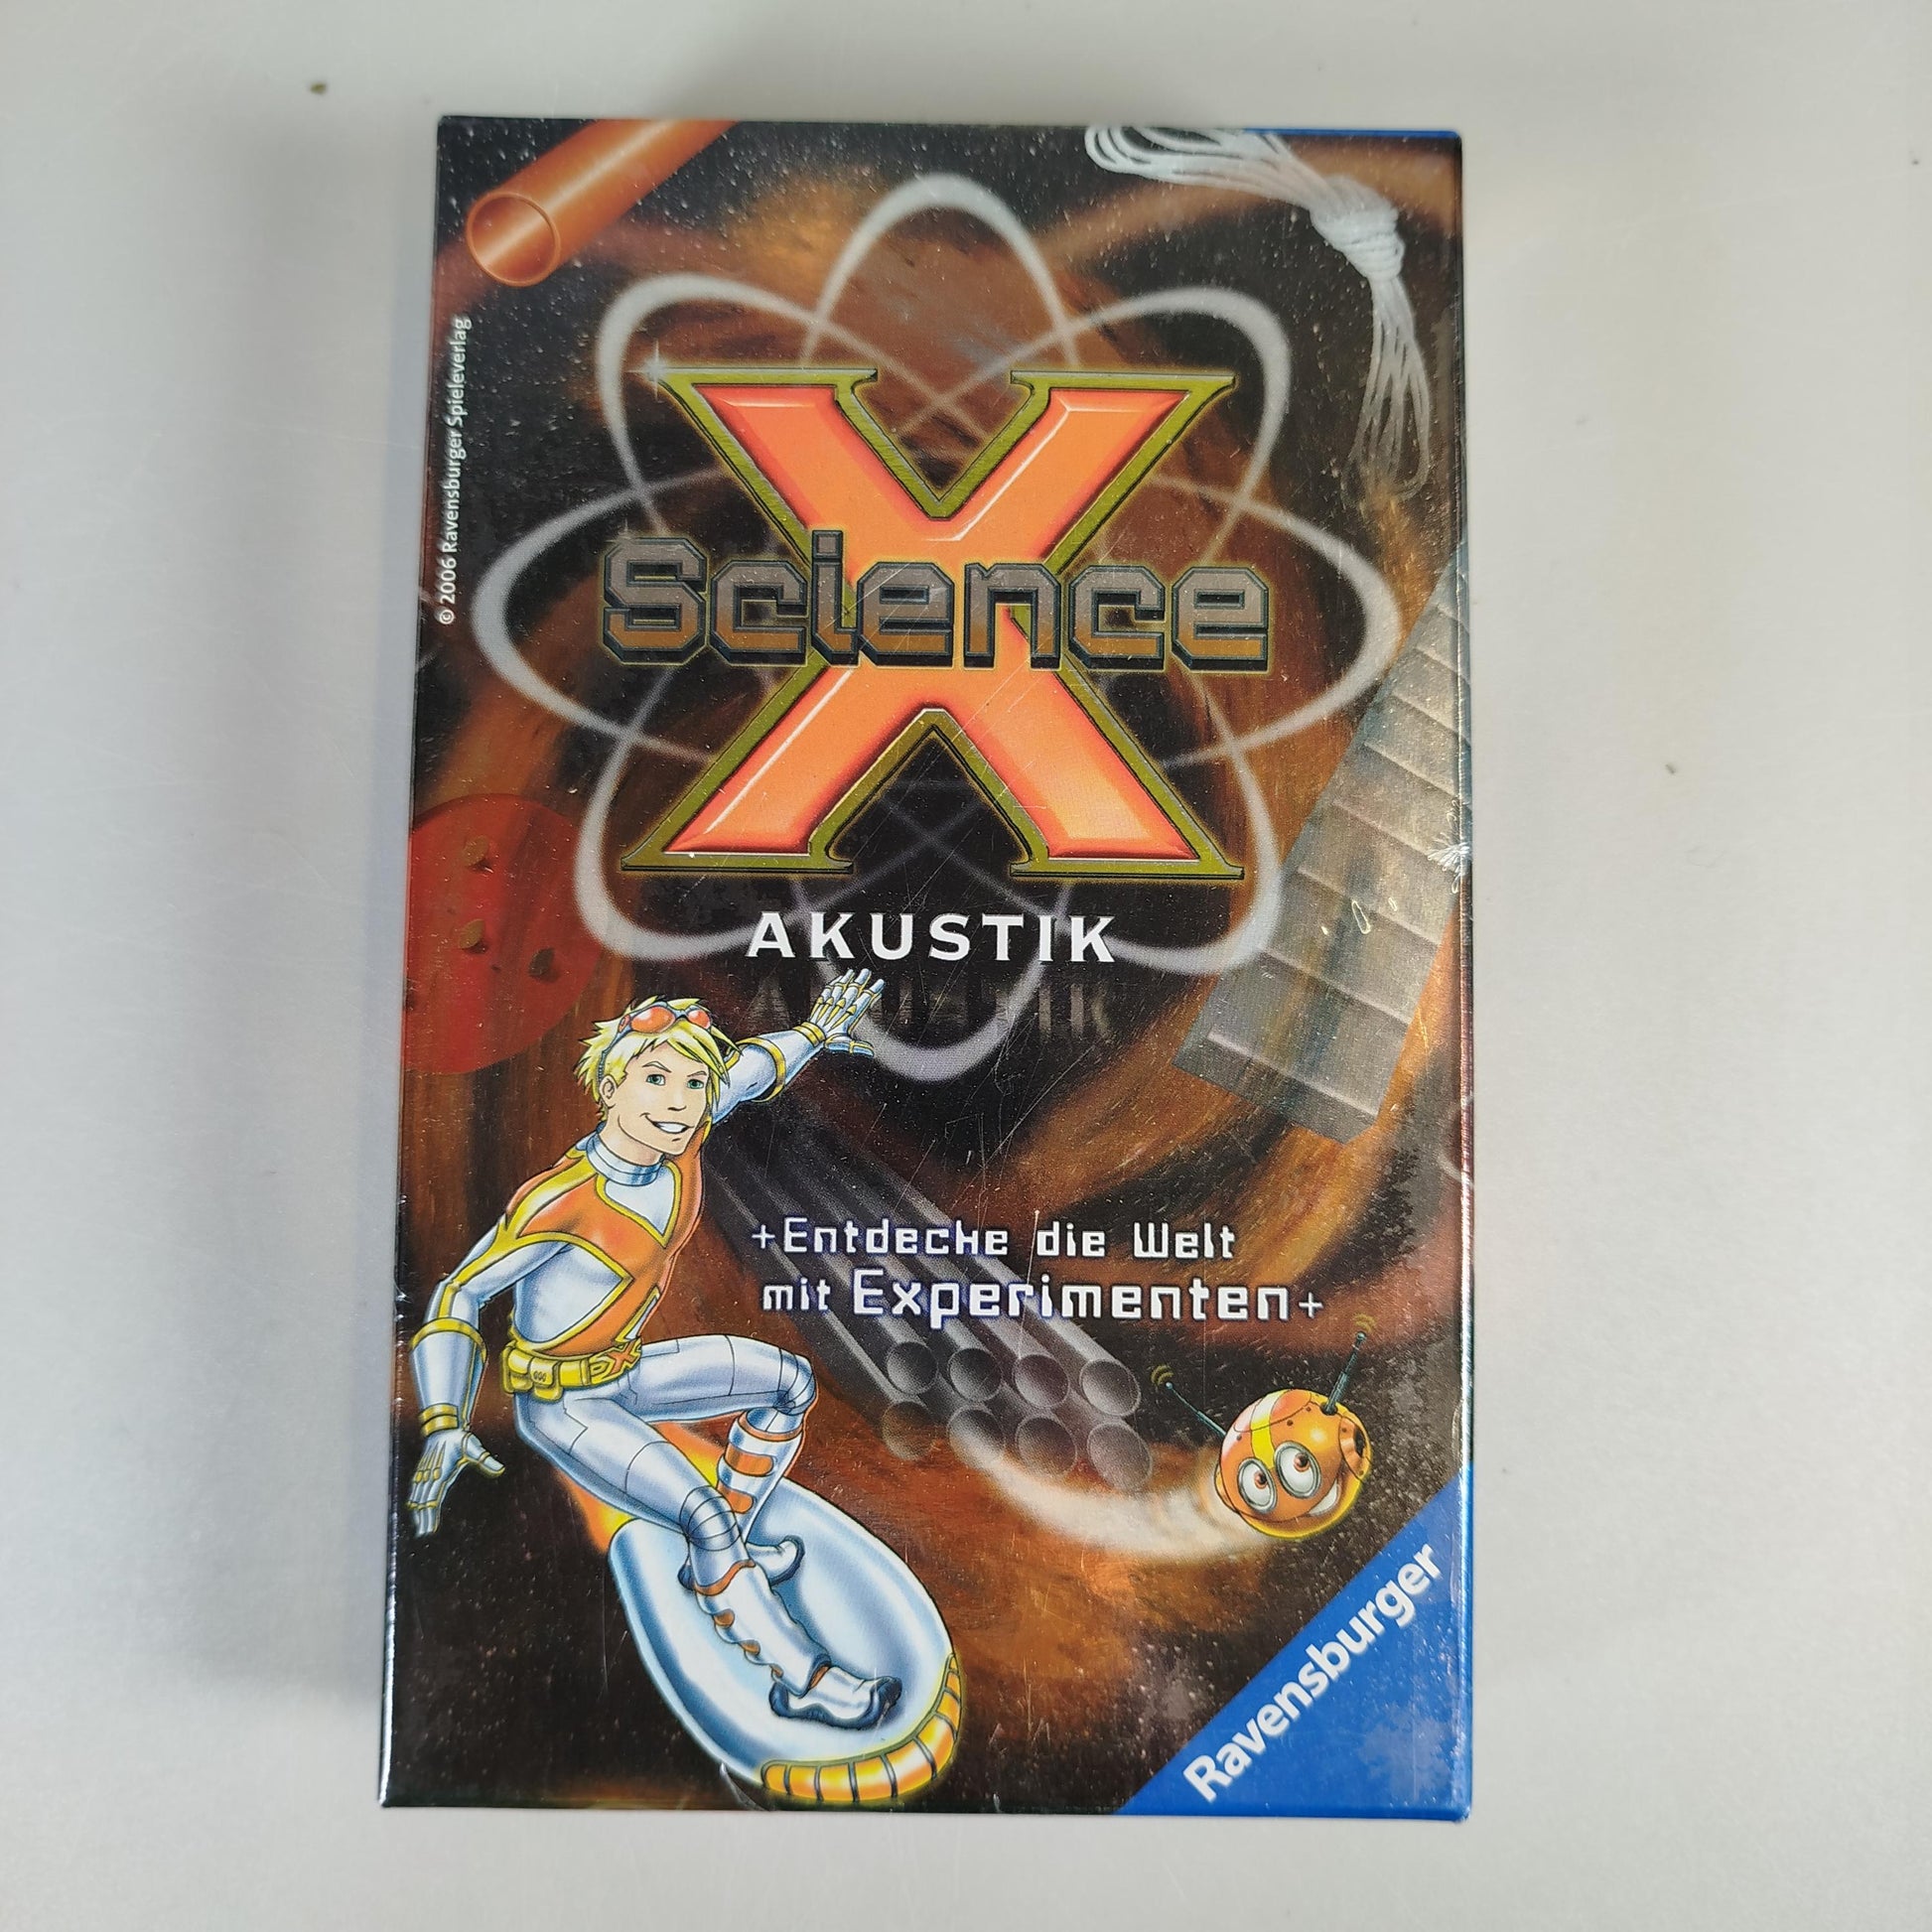 © 2006 Ravensburger Spieleverlag
X
Science
AKUSTIK
+Entdecke die Welt
mit Experimenten+
Ravensburger